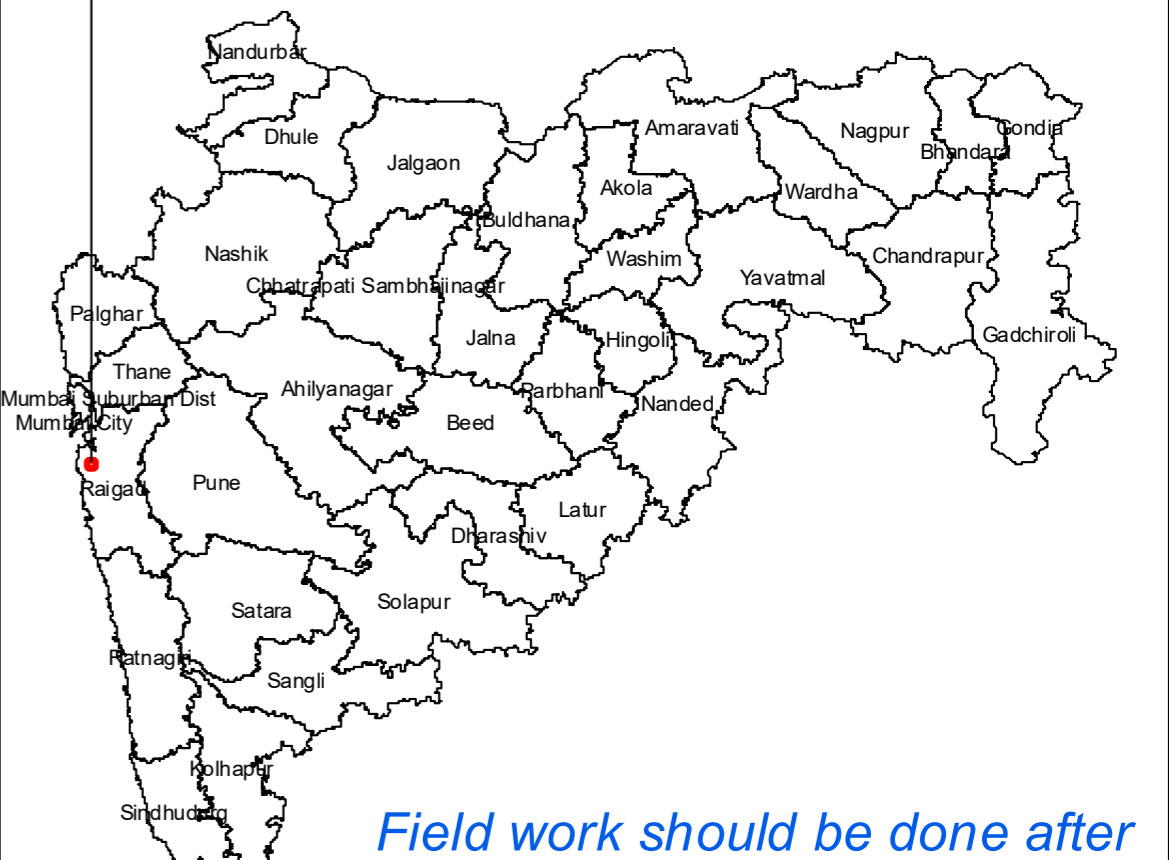 Nandurbar
Dhule
Jalgaon
Amaravati
Nagpur
Gondia
Bhandara
Akola
Wardha
Buldhana
Nashik
Washim
Chandrapur
Chhatrapati Sambhajinagar
Yavatmal
Palghar
Jalna
Hingoli
Gadchiroli
Thane
Ahilyanagar
Parbhani
Mumbai Suburban Dist
Nanded
Mumbai City
Beed
Raigad
Pune
Latur
Dharashiv
Satara
Solapur
Ratnagiri
Sangli
Kolhapur
Sindhudurg
Field work should be done after